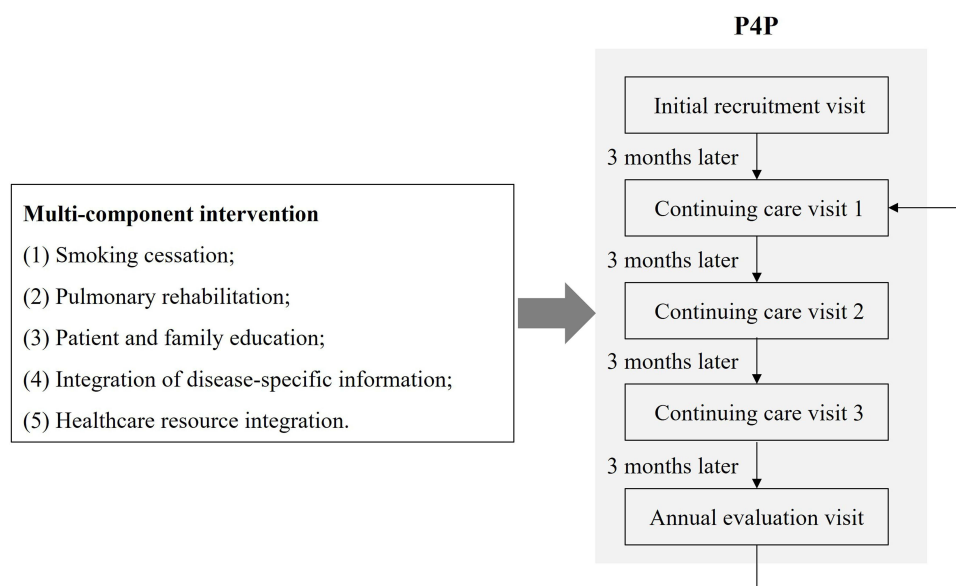 P4P
Initial recruitment visit
3 months later
Continuing care visit 1
3 months later
Continuing care visit 2
3 months later
Continuing care visit 3
3 months later
Annual evaluation visit
Multi-component intervention
(1) Smoking cessation;
(2) Pulmonary rehabilitation;
(3) Patient and family education;
(4) Integration of disease-specific information;
(5) Healthcare resource integration.